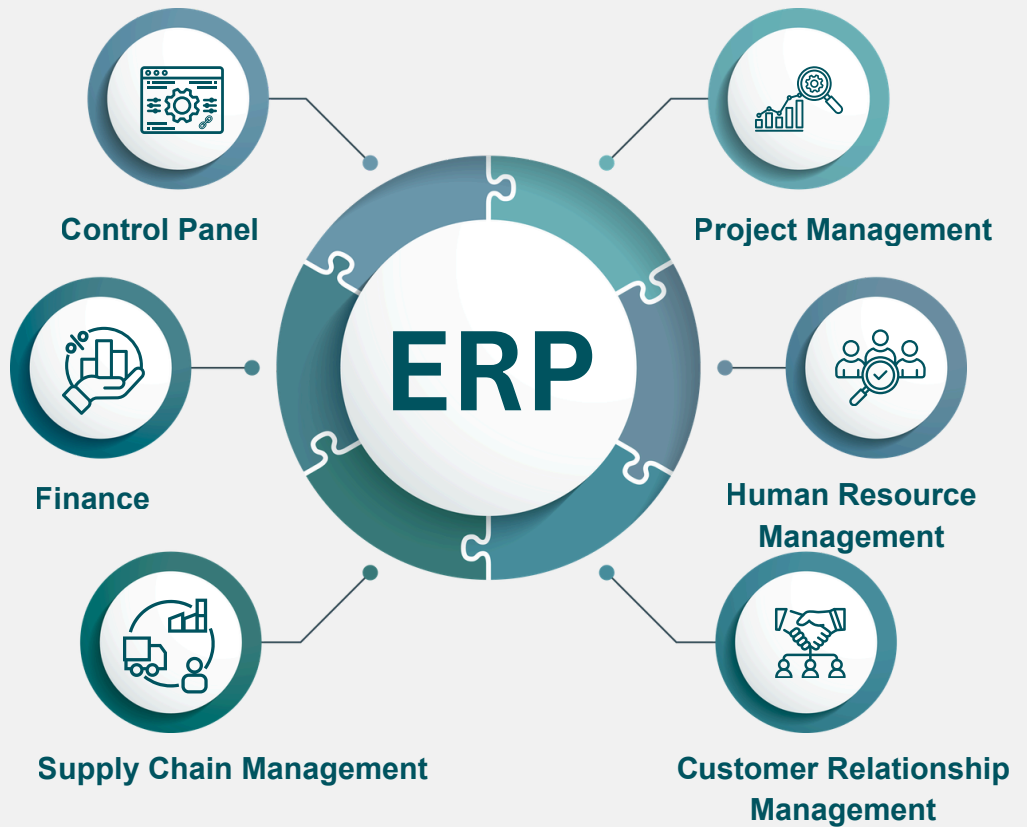 Control Panel
Project Management
ERP
Finance
Human Resource
Management
Supply Chain Management
Customer Relationship
Management
%